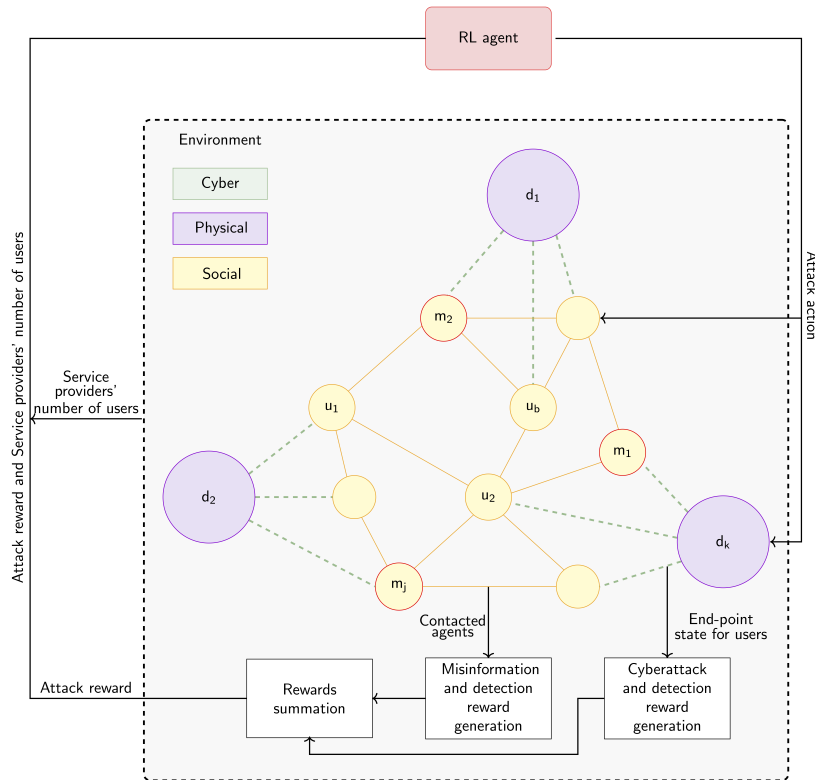 RL agent
Environment
Cyber
Physical
Social
d1
m2
u1
ub
m1
d2
u2
dk
mj
Attack action
Service
providers'
number of users
Attack reward and Service providers' number of users
Contacted
agents
End-point
state for users
Attack reward
Rewards
summation
Misinformation
and detection
reward
generation
Cyberattack
and detection
reward
generation